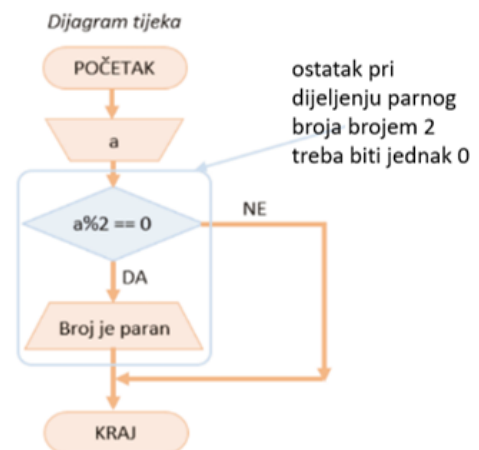 Dijagram tijeka
POČETAK
ostatak pri
dijeljenju parnog
broja brojem 2
treba biti jednak 0
a
a%2 == 0
NE
DA
Broj je paran
KRAJ